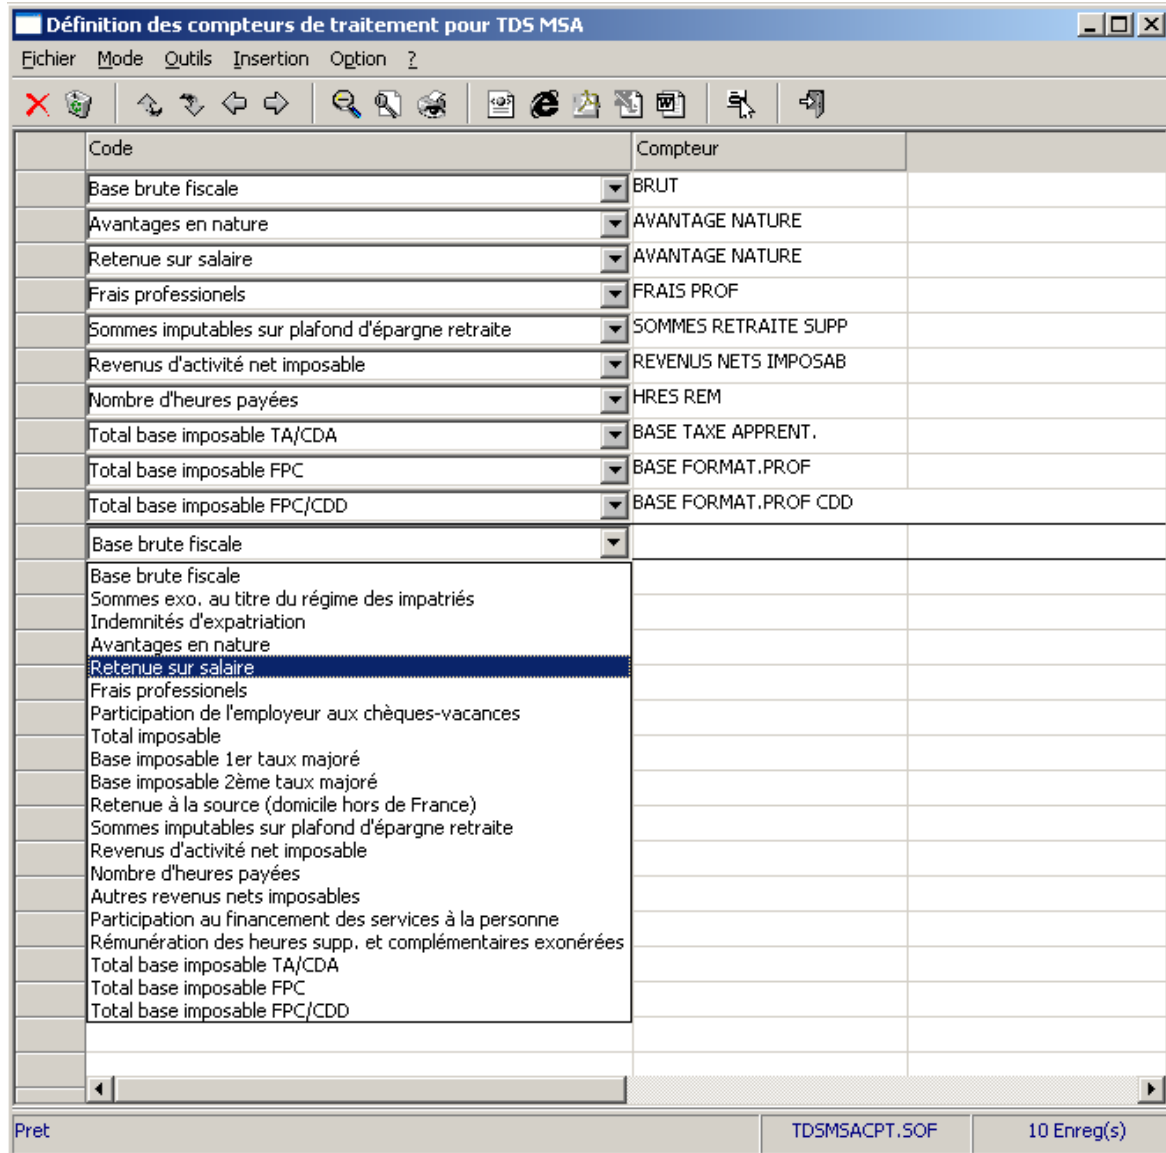 Définition des compteurs de traitement pour TDS MSA
Fichier Mode Outils Insertion Option ?
Code Compteur
Base brute fiscale BRUT
Avantages en nature AVANTAGE NATURE
Retenue sur salaire AVANTAGE NATURE
Frais professionels FRAIS PROF
Sommes imputables sur plafond d'épargne retraite SOMMES RETRAITE SUPP
Revenus d'activité net imposable REVENUS NETS IMPOSAB
Nombre d'heures payées HRES REM
Total base imposable TA/CDA BASE TAXE APPRENT.
Total base imposable FPC BASE FORMAT.PROF
Total base imposable FPC/CDD BASE FORMAT.PROF CDD
Base brute fiscale
Base brute fiscale
Sommes exo. au titre du régime des impatriés
Indemnités d'expatriation
Avantages en nature
Retenue sur salaire
Frais professionels
Participation de l'employeur aux chèques-vacances
Total imposable
Base imposable 1er taux majoré
Base imposable 2ème taux majoré
Retenue à la source (domicile hors de France)
Sommes imputables sur plafond d'épargne retraite
Revenus d'activité net imposable
Nombre d'heures payées
Autres revenus nets imposables
Participation au financement des services à la personne
Rémunération des heures supp. et complémentaires exonérées
Total base imposable TA/CDA
Total base imposable FPC
Total base imposable FPC/CDD
Pret TDSMSACPT.SOF 10 Enreg(s)